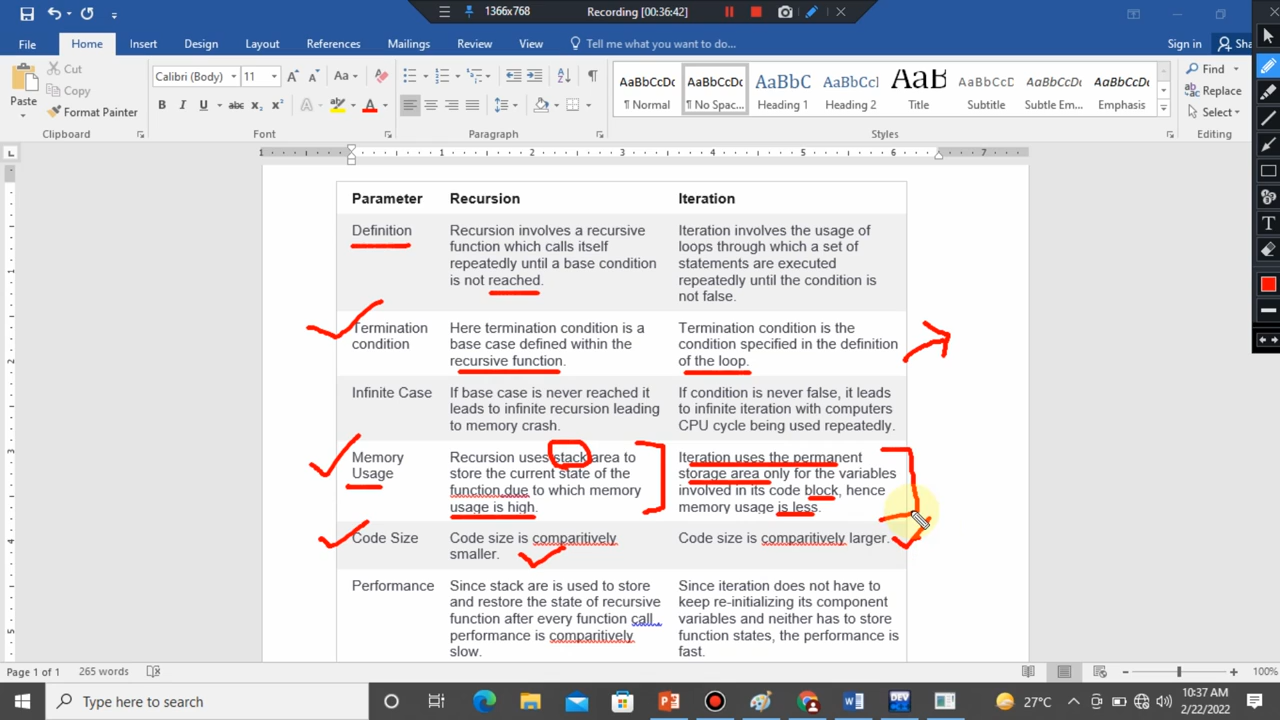 1366x768
Recording [00:36:42]
File Home Insert Design Layout References Mailings Review View Tell me what you want to do... Sign in Sha
Paste
Cut
Copy
Format Painter
Clipboard
Calibri (Body) 11
Font
Paragraph
AaBbCcDc AaBbCcDc AaBbC AaBbCcI AaB AaBbCcD AaBbCcDc AaBbCcDc
¶ Normal ¶ No Spac... Heading 1 Heading 2 Title Subtitle Subtle Em... Emphasis
Styles
Find
Replace
Select
Editing
1 1 2 3 4 5 6 7
Parameter Recursion Iteration
Definition
Recursion involves a recursive
function which calls itself
repeatedly until a base condition
is not reached.
Iteration involves the usage of
loops through which a set of
statements are executed
repeatedly until the condition is
not false.
Termination
condition
Here termination condition is a
base case defined within the
recursive function.
Termination condition is the
condition specified in the definition
of the loop.
Infinite Case
If base case is never reached it
leads to infinite recursion leading
to memory crash.
If condition is never false, it leads
to infinite iteration with computers
CPU cycle being used repeatedly.
Memory
Usage
Recursion uses stack area to
store the current state of the
function due to which memory
usage is high.
Iteration uses the permanent
storage area only for the variables
involved in its code block, hence
memory usage is less.
Code Size
Code size is comparitively
smaller.
Code size is comparitively larger.
Performance
Since stack are is used to store
and restore the state of recursive
function after every function call.,
performance is comparitively
slow.
Since iteration does not have to
keep re-initializing its component
variables and neither has to store
function states, the performance is
fast.
Page 1 of 1 265 words 100%
Type here to search
27°C
10:37 AM
2/22/2022